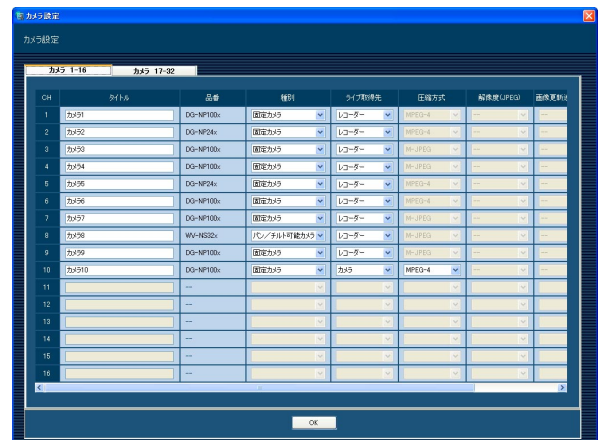 カメラ設定
カメラ設定
カメラ 1-16 カメラ 17-32
CH タイトル 品番 種別 ライブ取得先 圧縮方式 解像度(JPEG) 画像更新
1 カメラ1 DG-NP100x 固定カメラ レコーダー MPEG-4 --- ---
2 カメラ2 DG-NP24x 固定カメラ レコーダー MPEG-4 --- ---
3 カメラ3 DG-NP100x 固定カメラ レコーダー M-JPEG --- ---
4 カメラ4 DG-NP100x 固定カメラ レコーダー M-JPEG --- ---
5 カメラ5 DG-NP24x 固定カメラ レコーダー MPEG-4 --- ---
6 カメラ6 DG-NP100x 固定カメラ レコーダー MPEG-4 --- ---
7 カメラ7 DG-NP100x 固定カメラ レコーダー M-JPEG --- ---
8 カメラ8 WV-NS32x パン/チルト可能カメラ レコーダー M-JPEG --- ---
9 カメラ9 DG-NP100x 固定カメラ レコーダー M-JPEG --- ---
10 カメラ10 DG-NP100x 固定カメラ カメラ MPEG-4 --- ---
11 ---
12 ---
13 ---
14 ---
15 ---
16 ---
OK